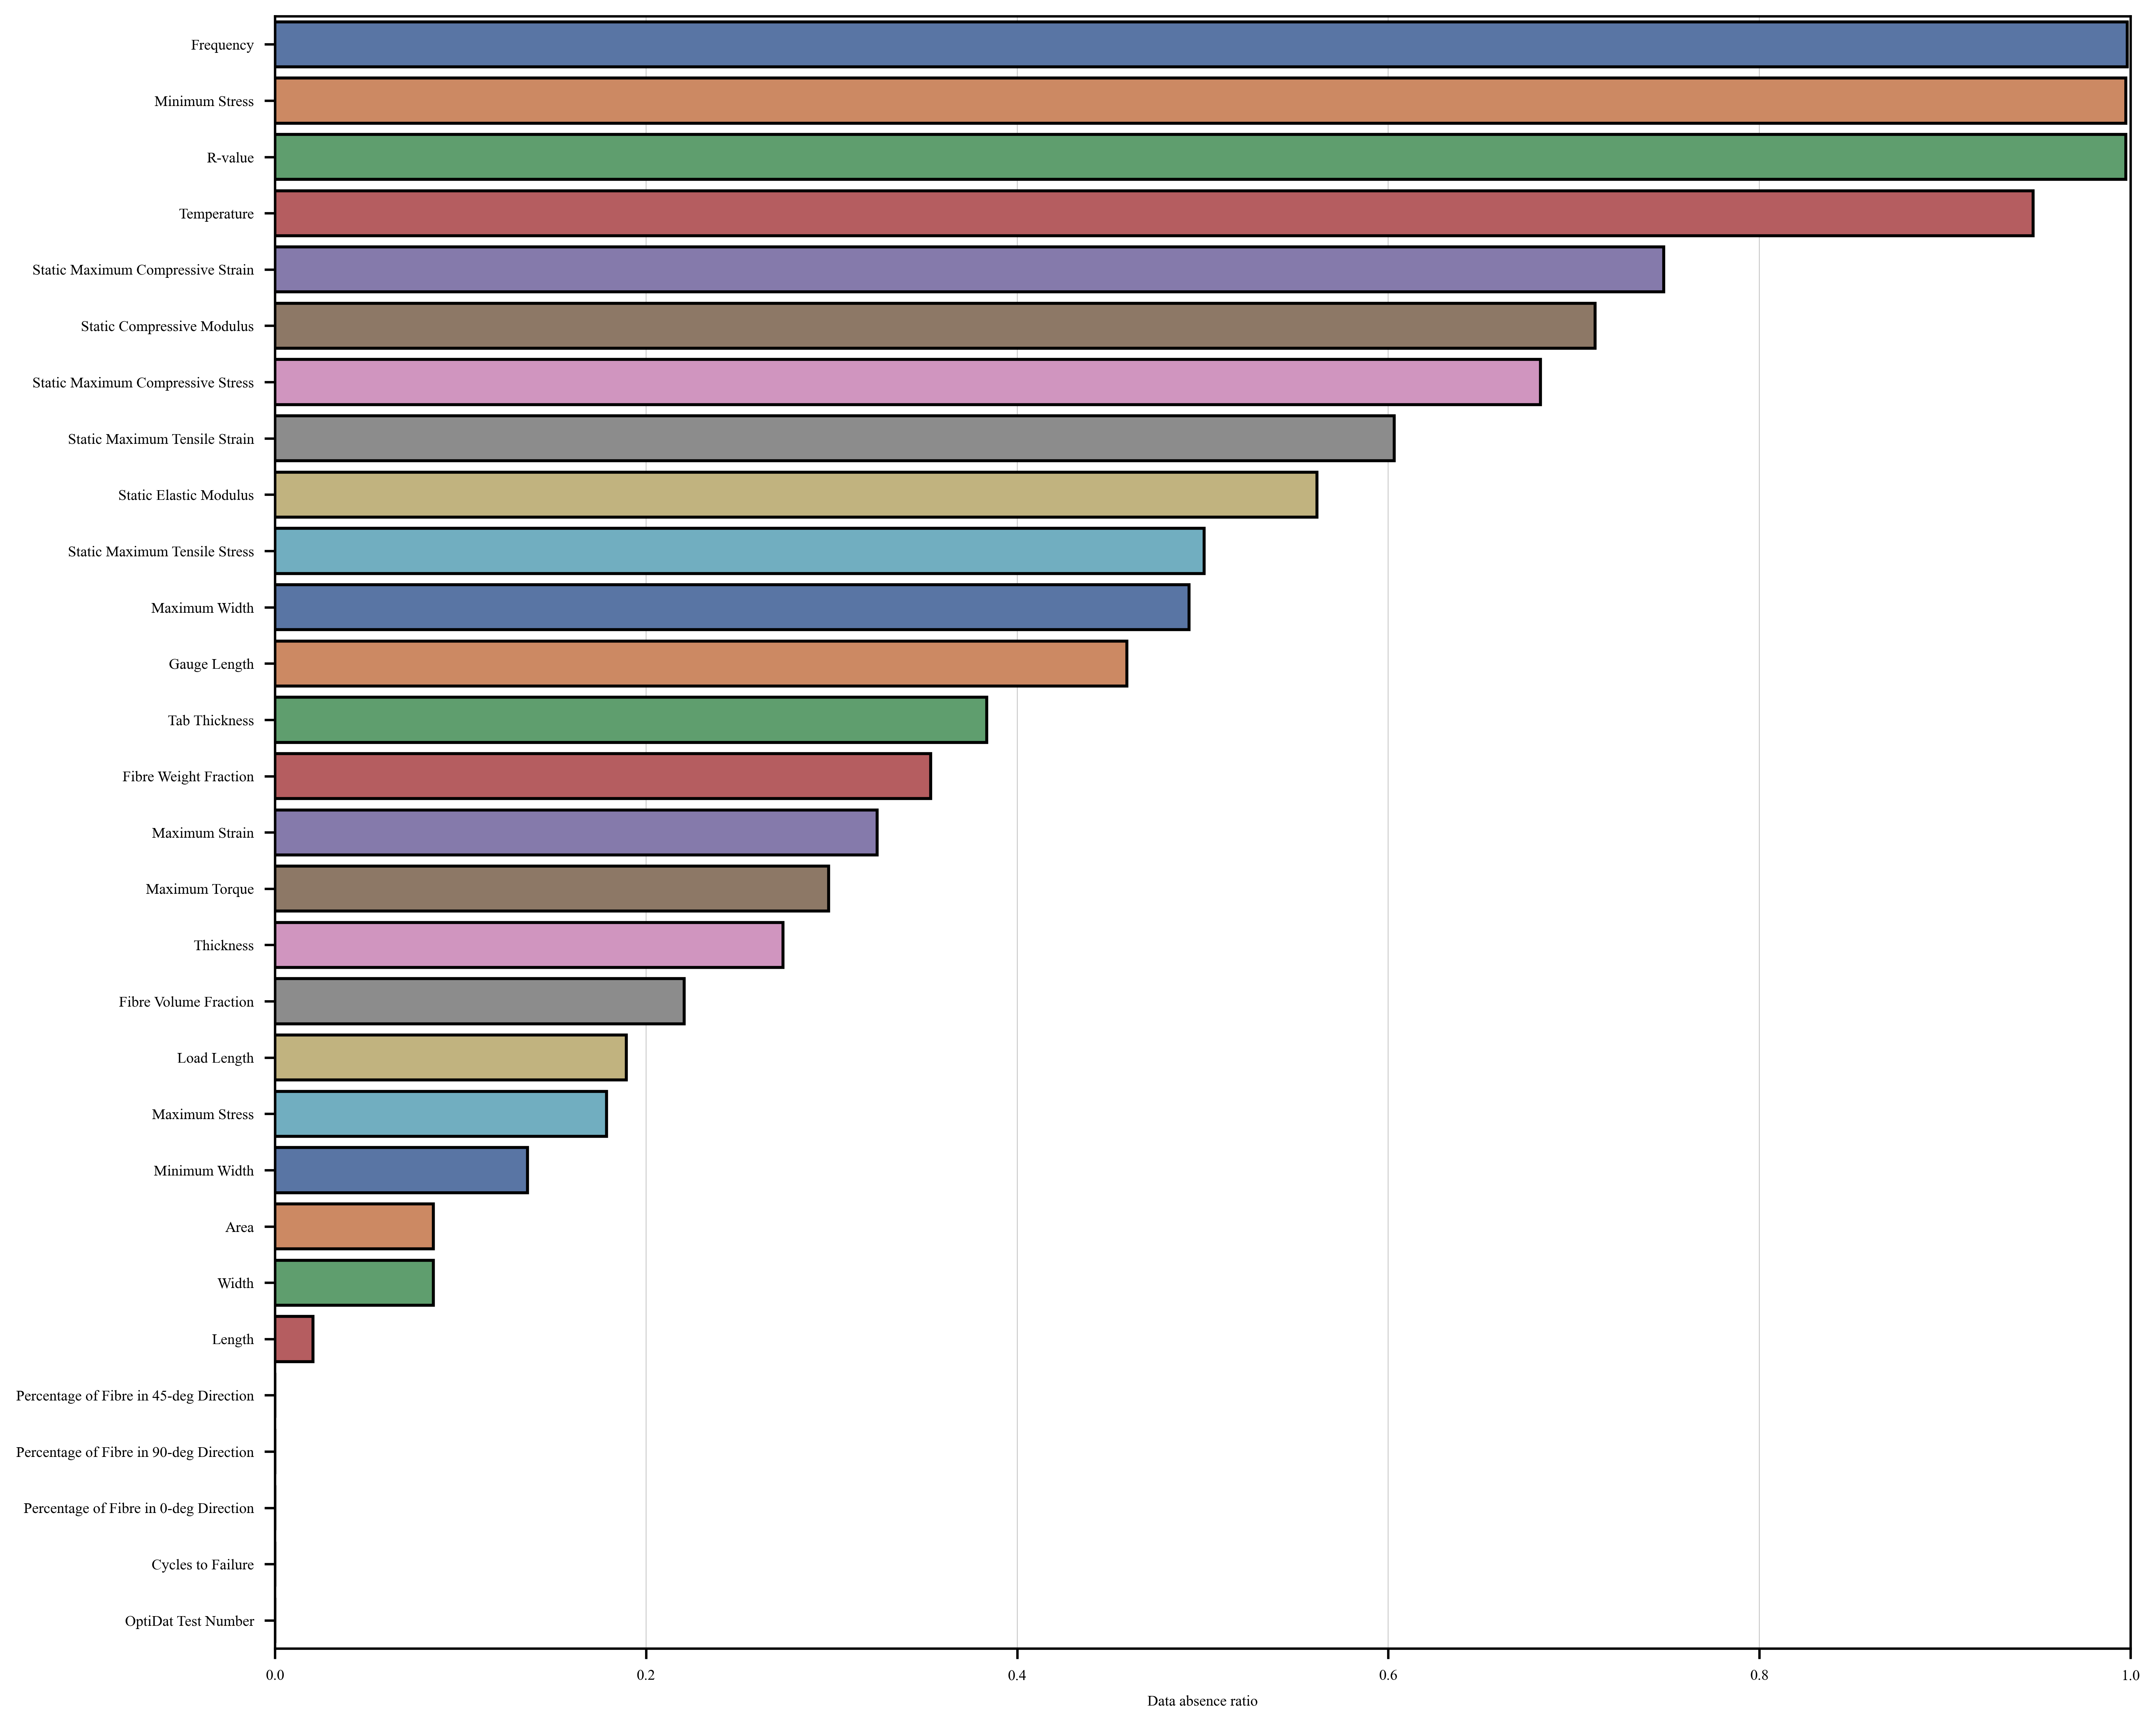 Frequency
Minimum Stress
R-value
Temperature
Static Maximum Compressive Strain
Static Compressive Modulus
Static Maximum Compressive Stress
Static Maximum Tensile Strain
Static Elastic Modulus
Static Maximum Tensile Stress
Maximum Width
Gauge Length
Tab Thickness
Fibre Weight Fraction
Maximum Strain
Maximum Torque
Thickness
Fibre Volume Fraction
Load Length
Maximum Stress
Minimum Width
Area
Width
Length
Percentage of Fibre in 45-deg Direction
Percentage of Fibre in 90-deg Direction
Percentage of Fibre in 0-deg Direction
Cycles to Failure
OptiDat Test Number
0.0 0.2 0.4 0.6 0.8 1.0
Data absence ratio